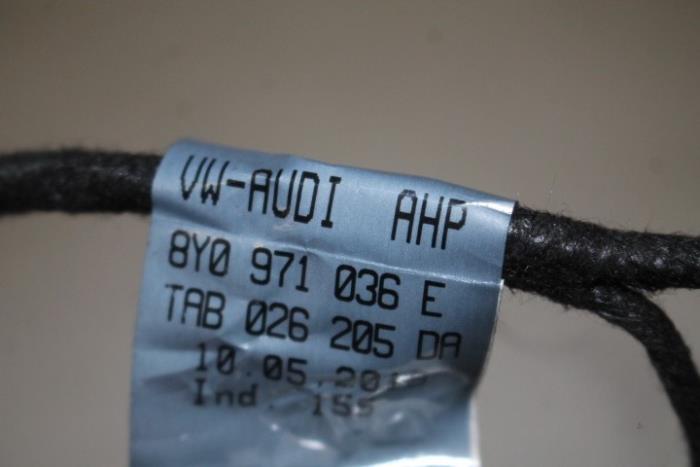 VW-AUDI AHP
8Y0 971 036 E
TAB 026 205 DA
Ind. 155